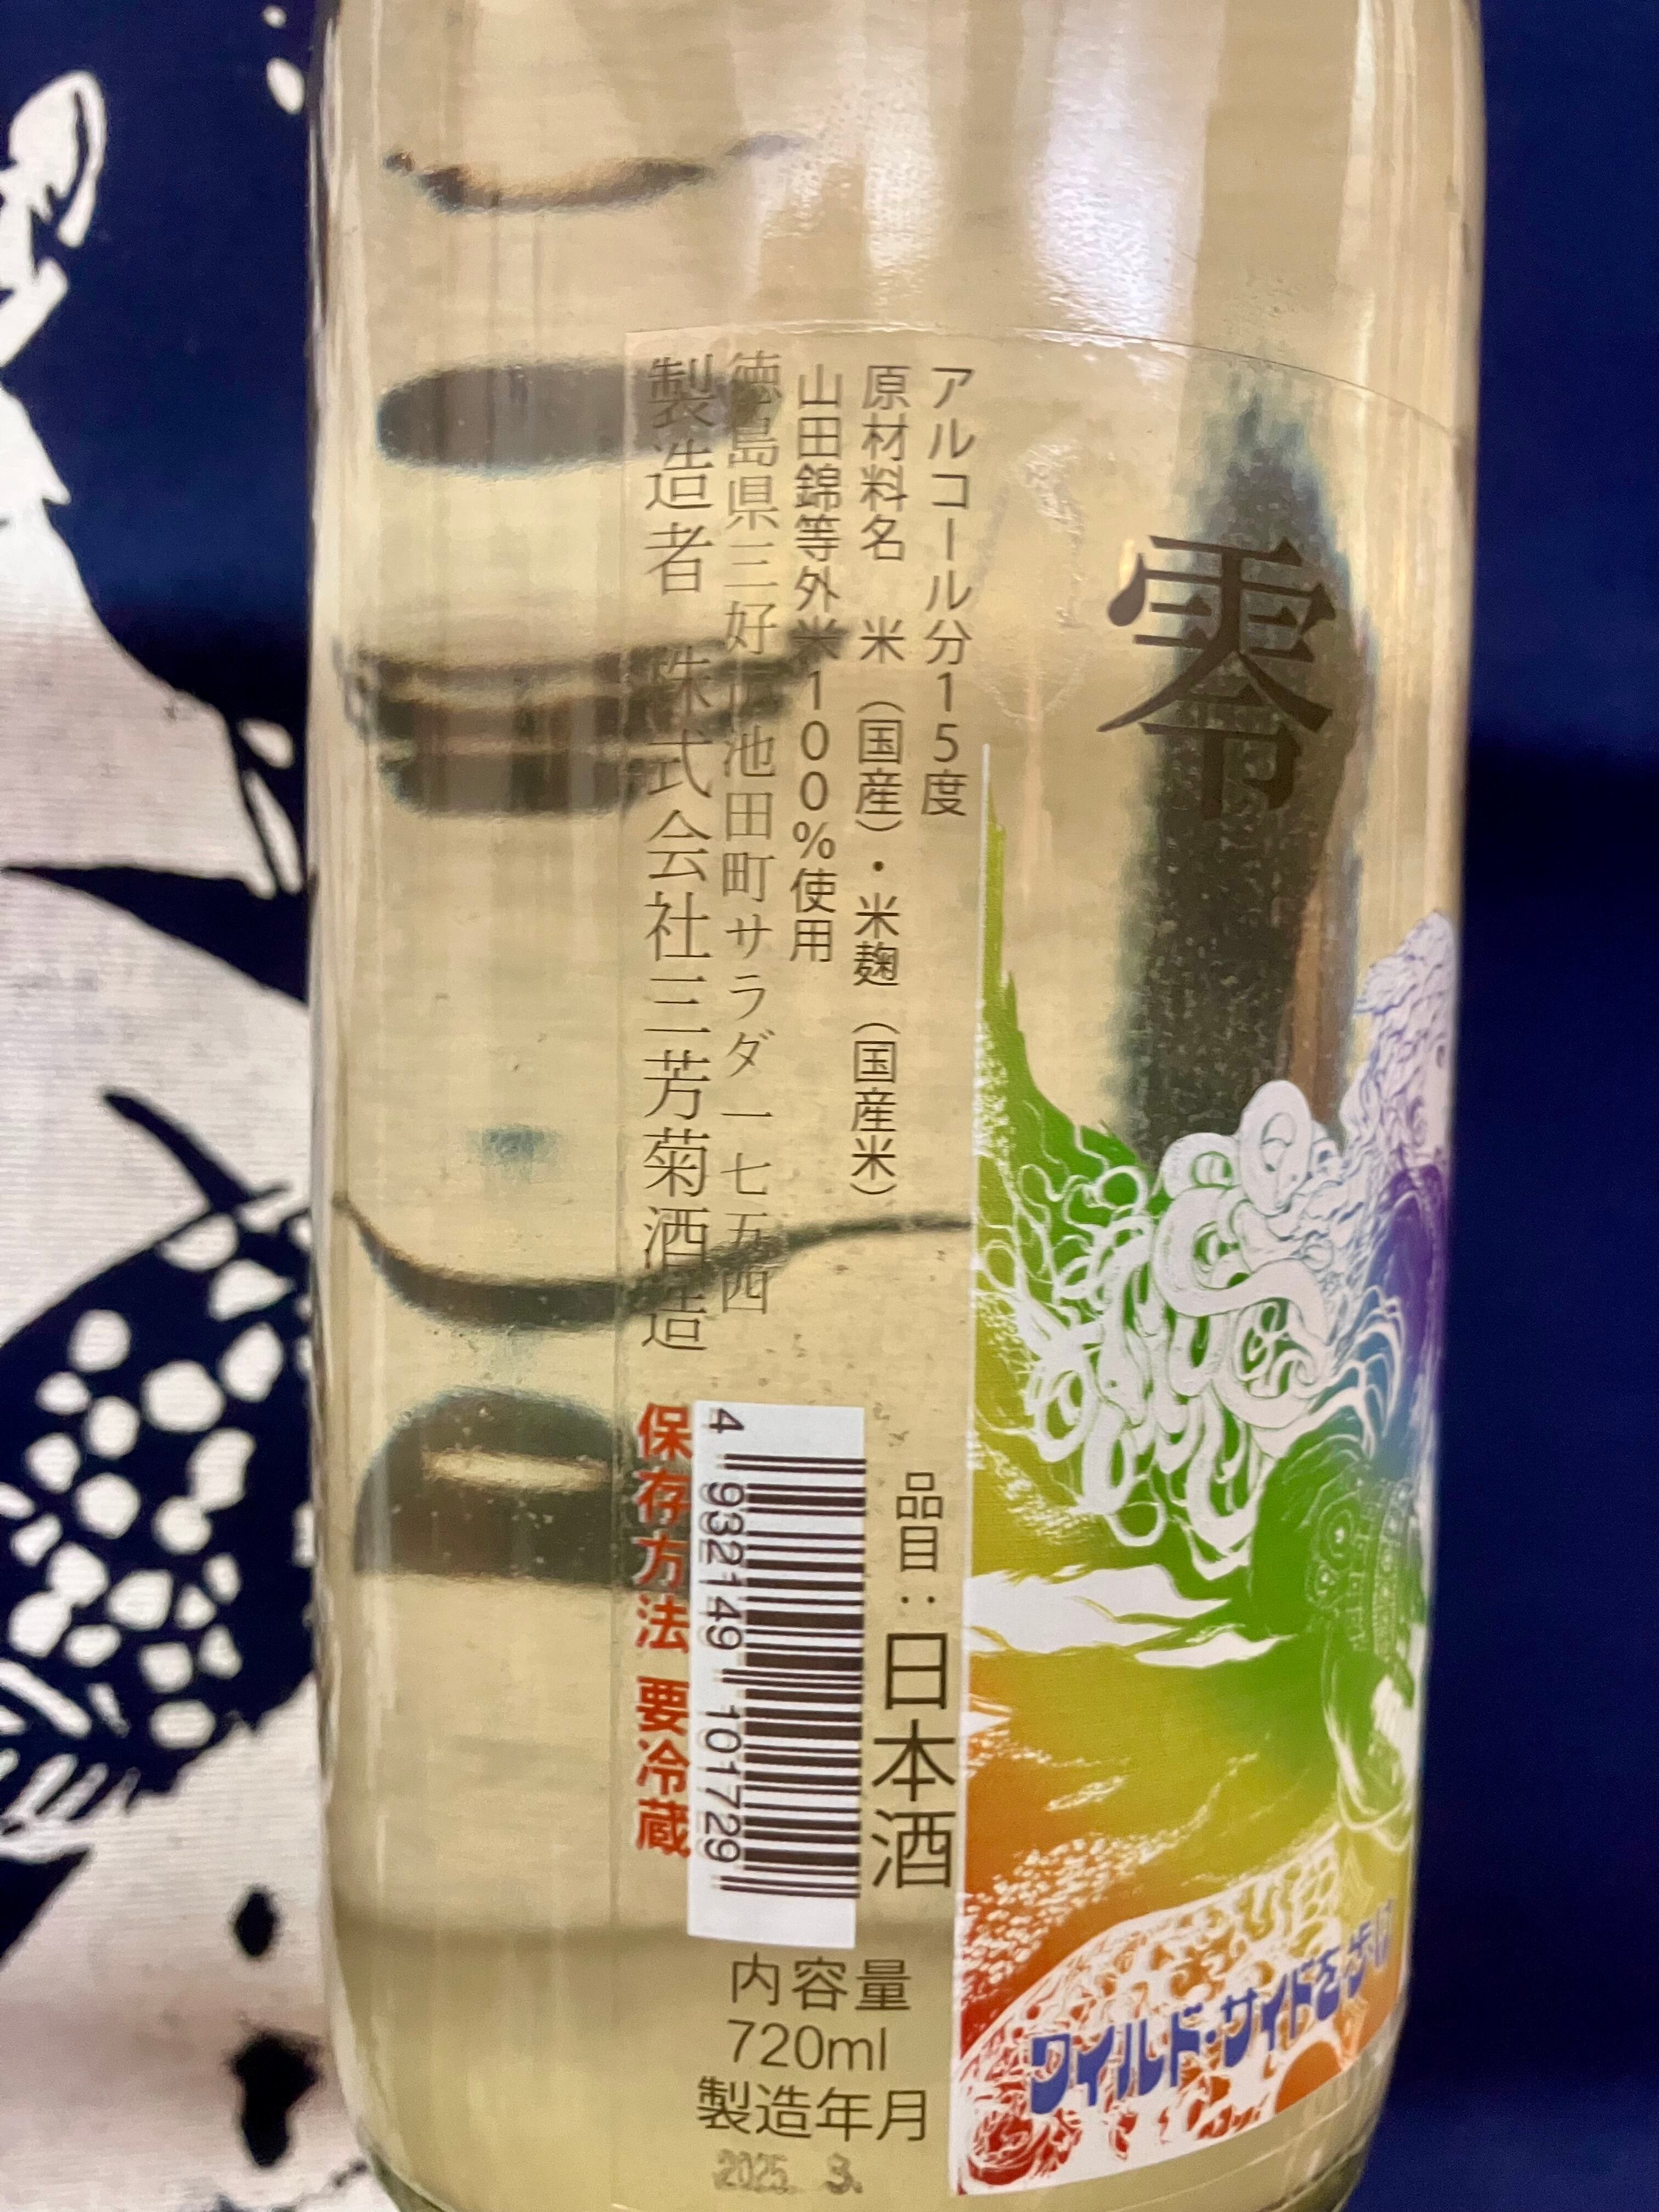 零
アルコール分15度
原材料名 米（国産）・米麹（国産米）
山田錦等外米100%使用
徳島県三好市池田町サラダ一七五四
製造者 株式会社三芳菊酒造
品目：日本酒
4 932149 101729
保存方法 要冷蔵
内容量
720ml
製造年月
2025. 3.
ワイルド・サイドを歩け